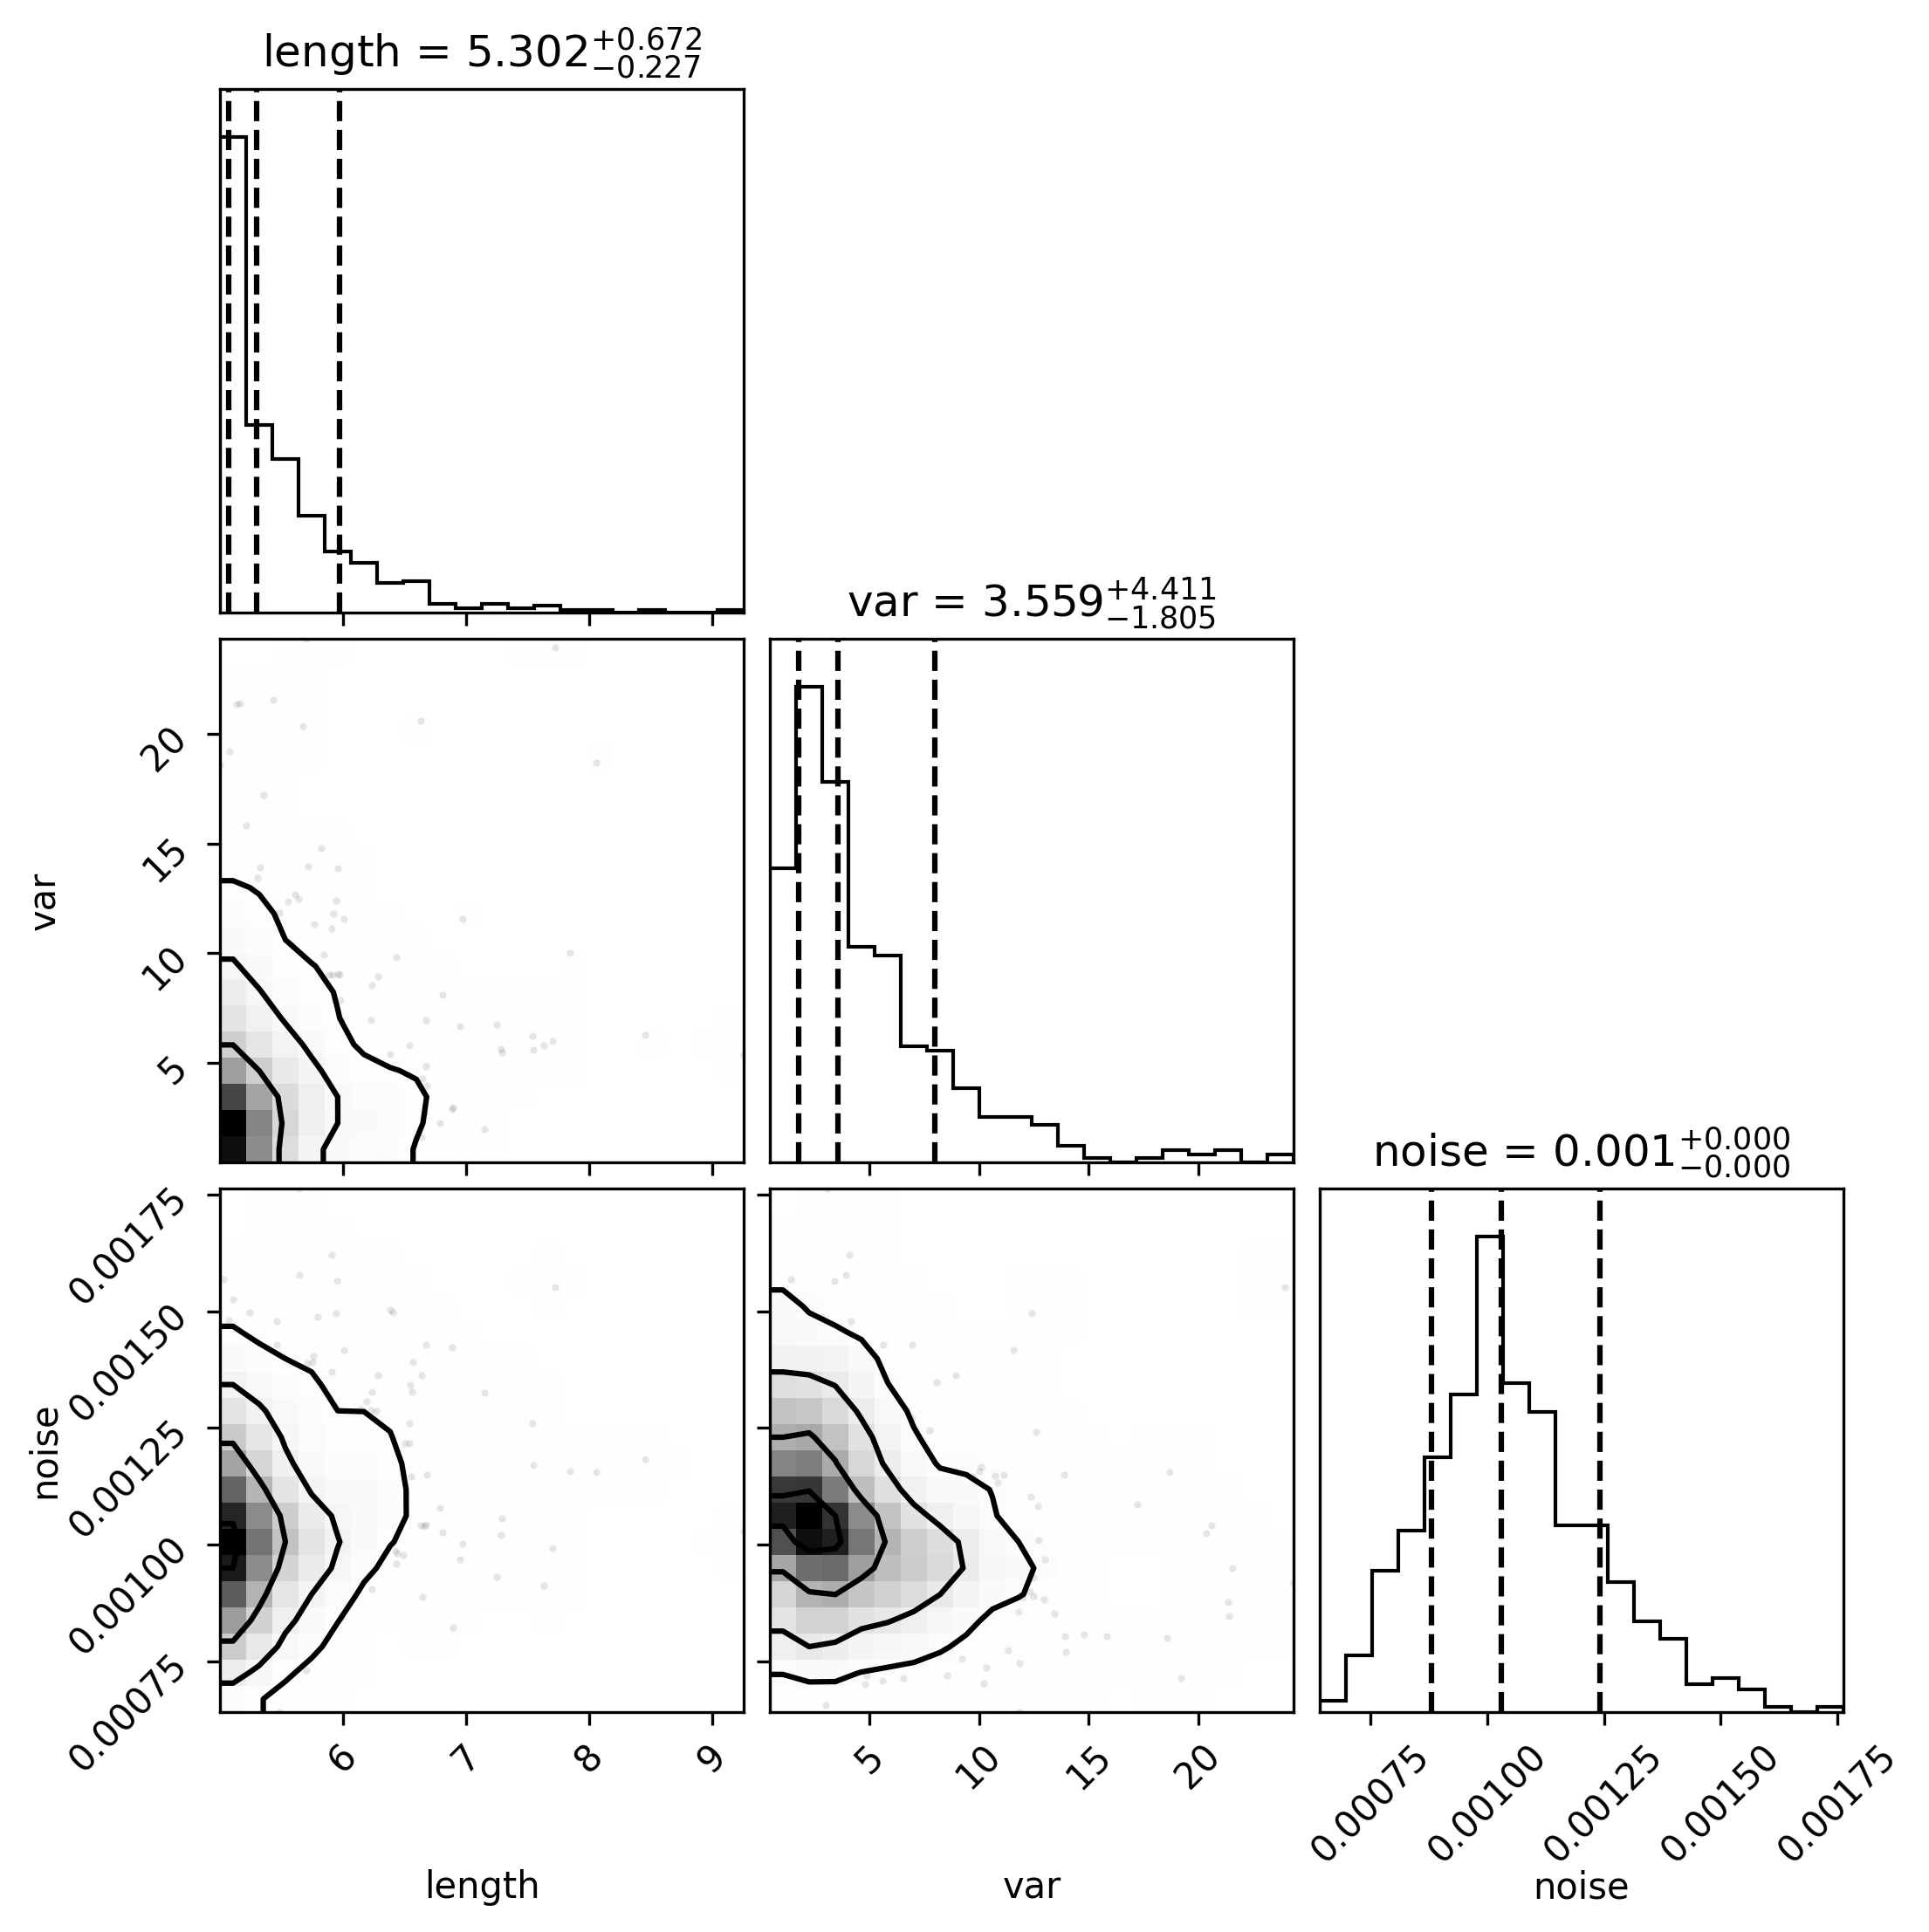 length = 5.302+0.672−0.227
var = 3.559+4.411−1.805
20
15
10
5
var
noise = 0.001+0.000−0.000
0.00175
0.00150
0.00125
0.00100
0.00075
noise
6 7 8 9
5 10 15 20
0.00075 0.00100 0.00125 0.00150 0.00175
length var noise